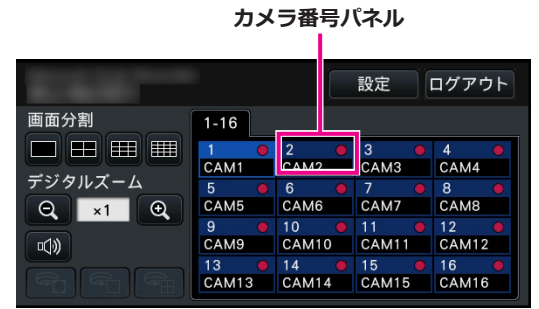 カメラ番号パネル
設定 ログアウト
画面分割
1-16
1 2 3 4
CAM1 CAM2 CAM3 CAM4
デジタルズーム
5 6 7 8
CAM5 CAM6 CAM7 CAM8
×1
9 10 11 12
CAM9 CAM10 CAM11 CAM12
13 14 15 16
CAM13 CAM14 CAM15 CAM16